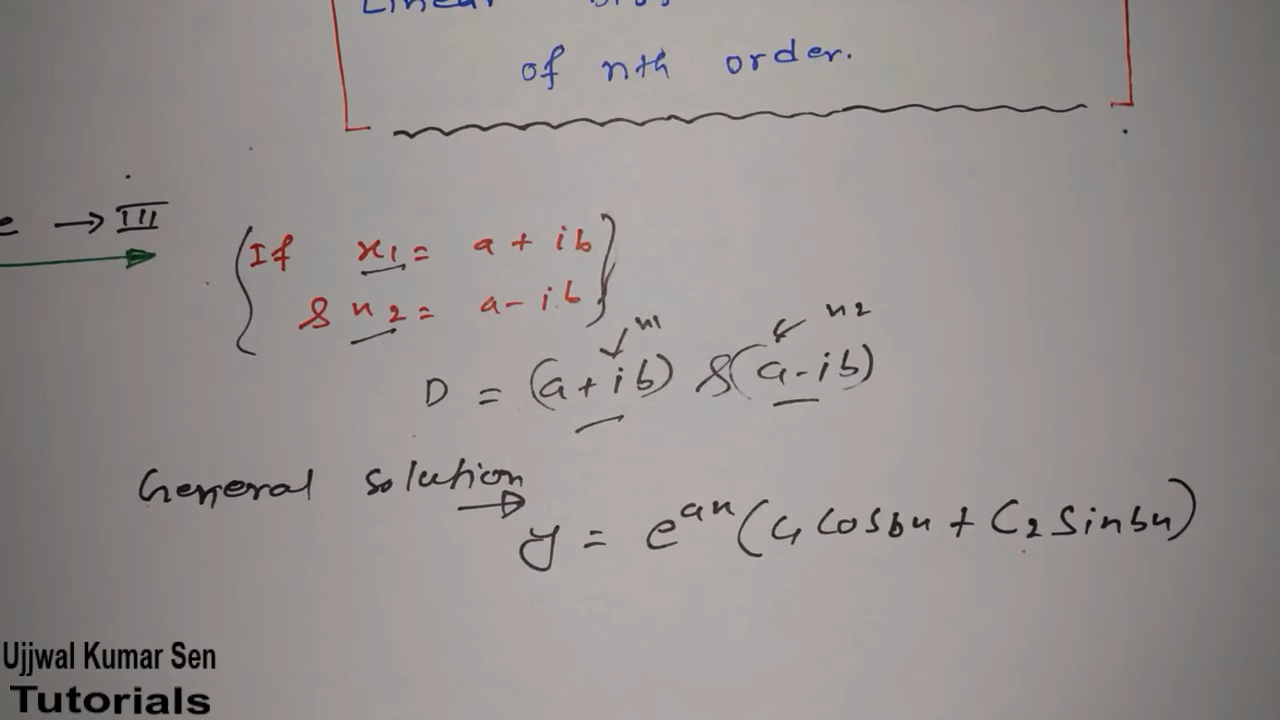 Linear
of nth order.
e → III
{If x1 = a + ib}
& x2 = a - ib
x1 x2
D = (a + ib) & (a - ib)
General solution →
y = e^ax (C1 Cosbx + C2 Sinbx)
Ujjwal Kumar Sen
Tutorials